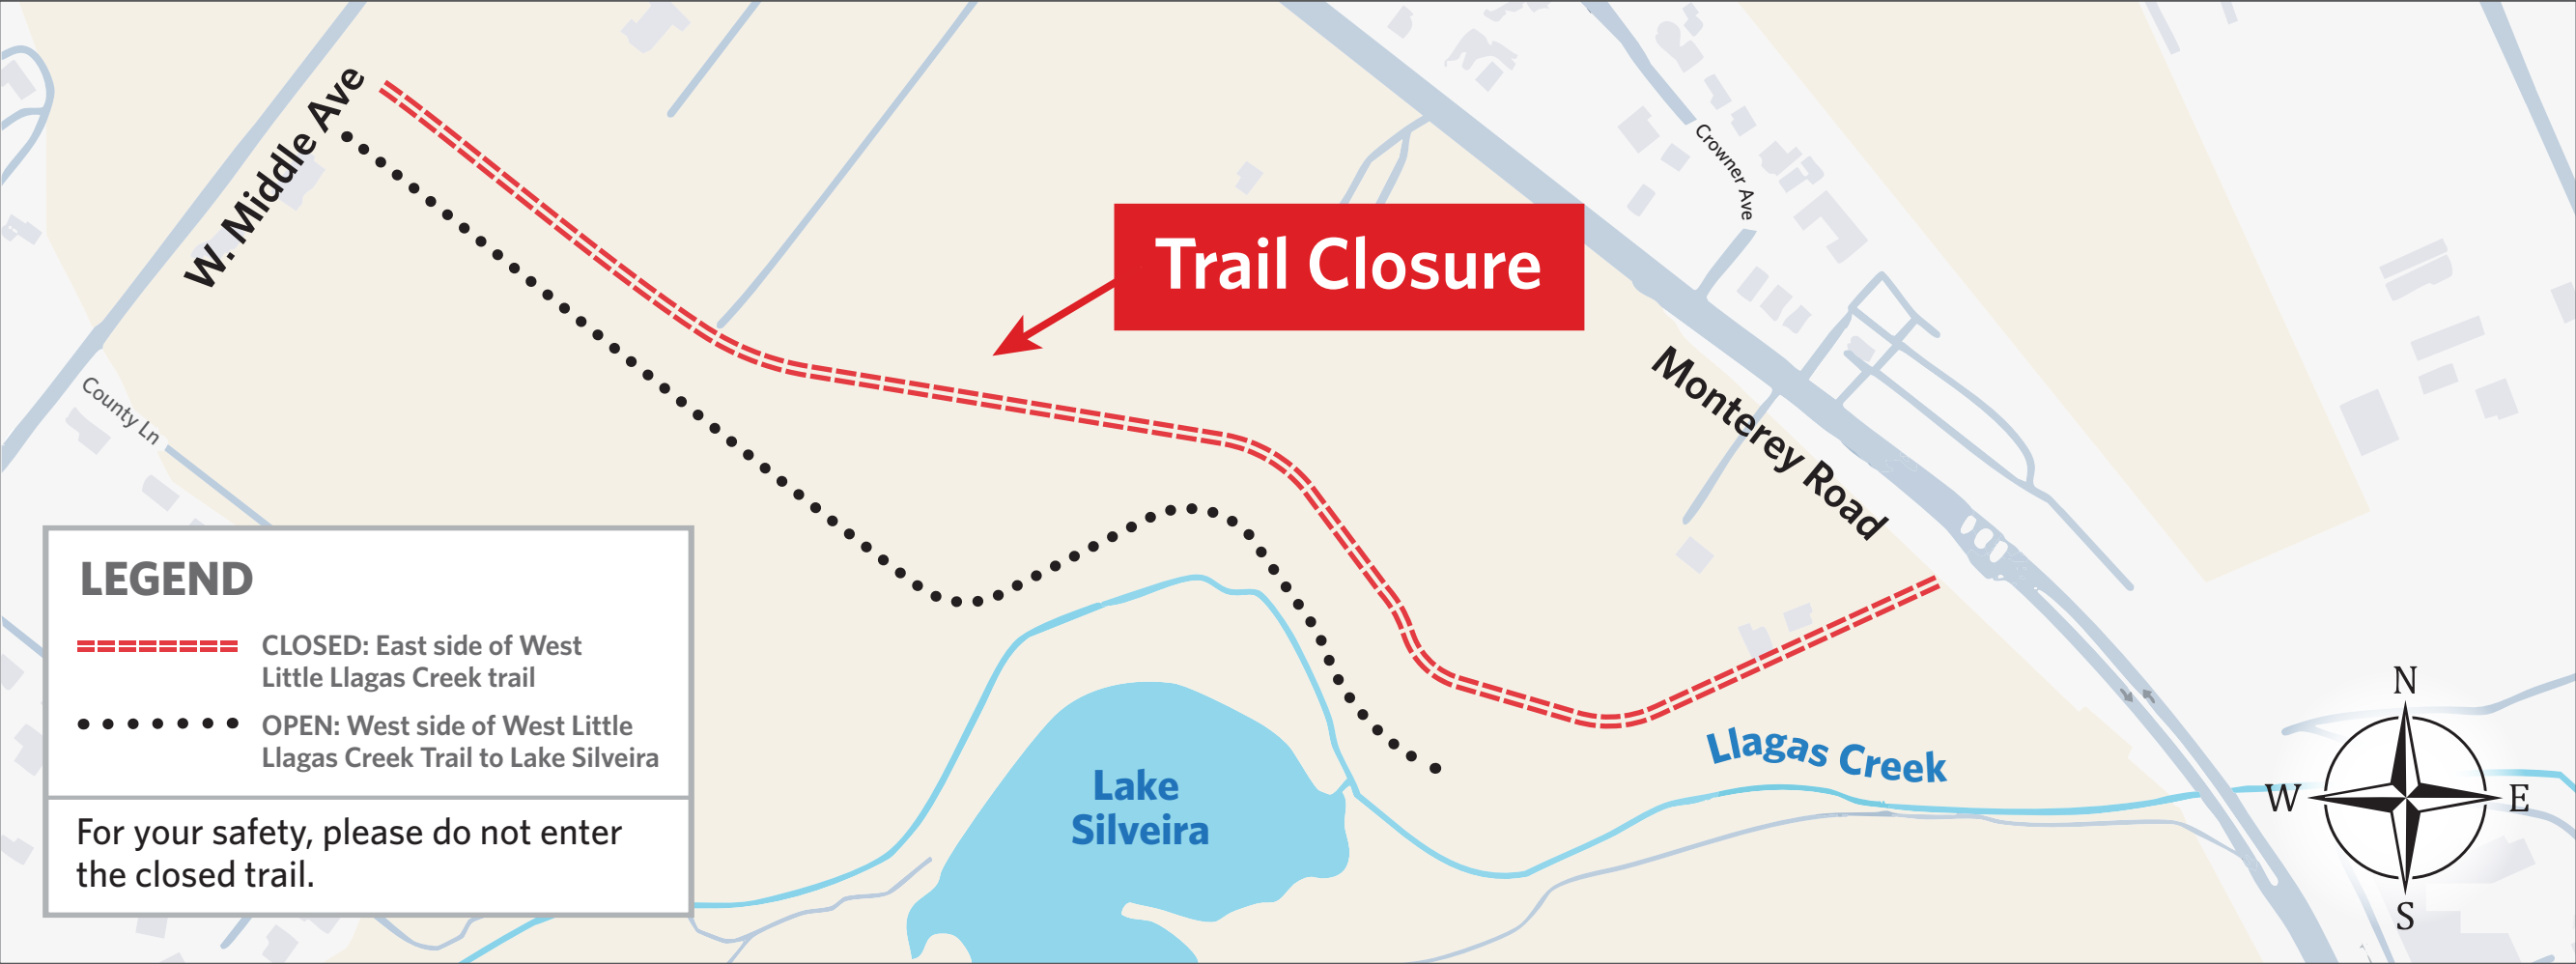 W. Middle Ave
Crowner Ave
Trail Closure
Monterey Road
County Ln
LEGEND
CLOSED: East side of West
Little Llagas Creek trail
OPEN: West side of West Little
Llagas Creek Trail to Lake Silveira
For your safety, please do not enter
the closed trail.
Lake
Silveira
Llagas Creek
N
W
E
S